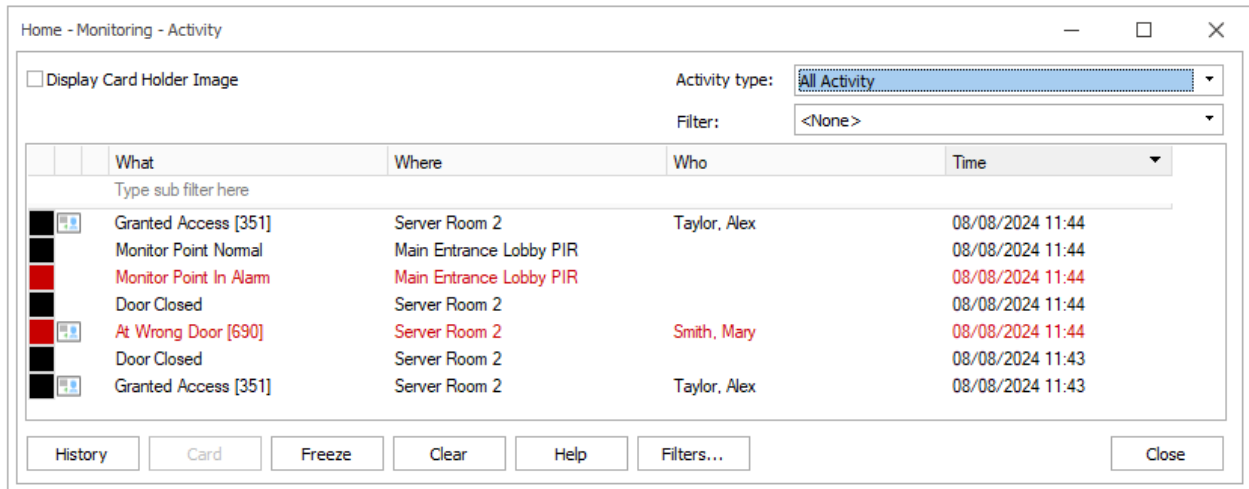 Home - Monitoring - Activity
Display Card Holder Image Activity type: All Activity
Filter: <None>
What Where Who Time
Type sub filter here
Granted Access [351] Server Room 2 Taylor, Alex 08/08/2024 11:44
Monitor Point Normal Main Entrance Lobby PIR 08/08/2024 11:44
Monitor Point In Alarm Main Entrance Lobby PIR 08/08/2024 11:44
Door Closed Server Room 2 08/08/2024 11:44
At Wrong Door [690] Server Room 2 Smith, Mary 08/08/2024 11:44
Door Closed Server Room 2 08/08/2024 11:43
Granted Access [351] Server Room 2 Taylor, Alex 08/08/2024 11:43
History Card Freeze Clear Help Filters... Close